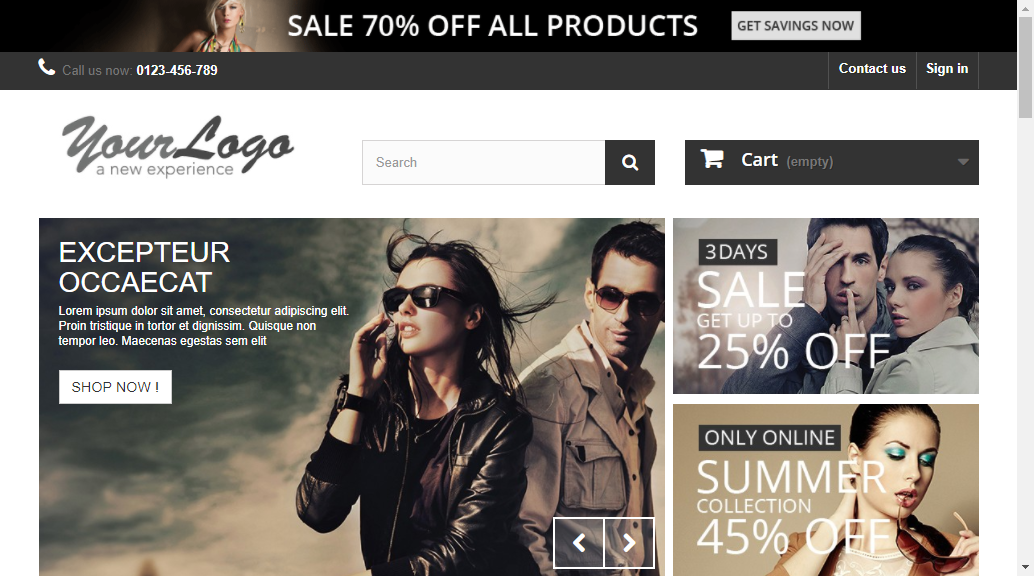 SALE 70% OFF ALL PRODUCTS
GET SAVINGS NOW
Call us now: 0123-456-789
Contact us
Sign in
YourLogo
a new experience
Search
Cart (empty)
EXCEPTEUR
OCCAECAT
Lorem ipsum dolor sit amet, consectetur adipiscing elit.
Proin tristique in tortor et dignissim. Quisque non
tempor leo. Maecenas egestas sem elit
SHOP NOW !
3 DAYS
SALE
GET UP TO
25% OFF
ONLY ONLINE
SUMMER
COLLECTION
45% OFF